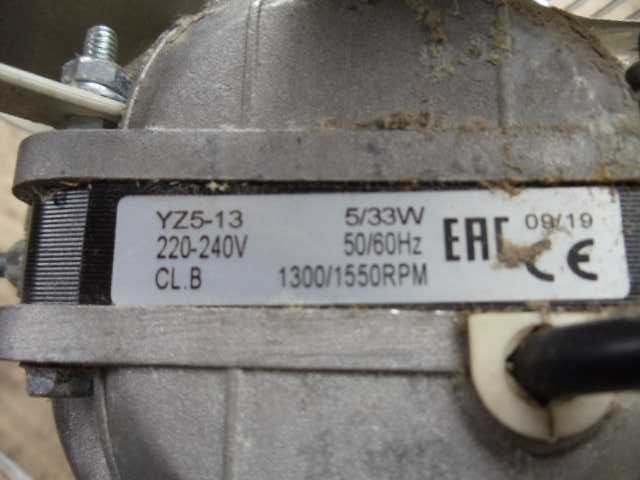 YZ5-13 5/33W EAC 09/19
220-240V 50/60Hz CE
CL.B 1300/1550RPM